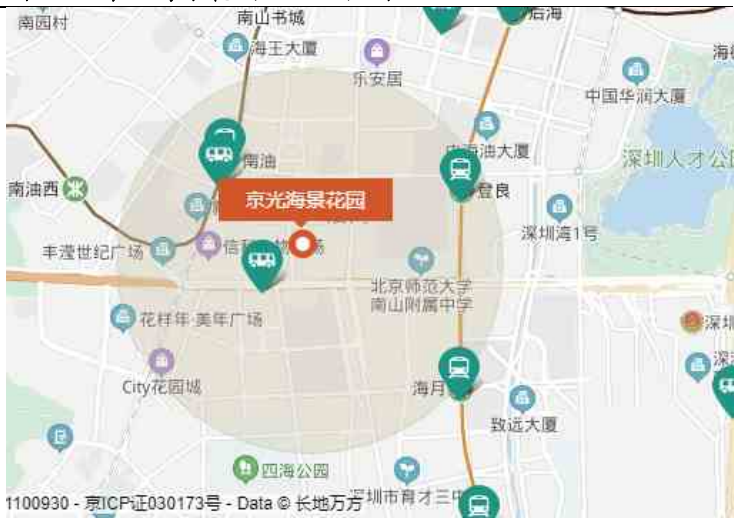 南园村
南山书城
后海
海王大厦
乐安居
中国华润大厦
南油
海油大厦
深圳人才公
南油西
京光海景花园
登良
深圳湾1号
丰滢世纪广场
北京师范大学
南山附属中学
花样年·美年广场
深圳
City花园城
海月
致远大厦
四海公园
深圳市育才三中
1100930 - 京ICP证030173号 - Data © 长地万方